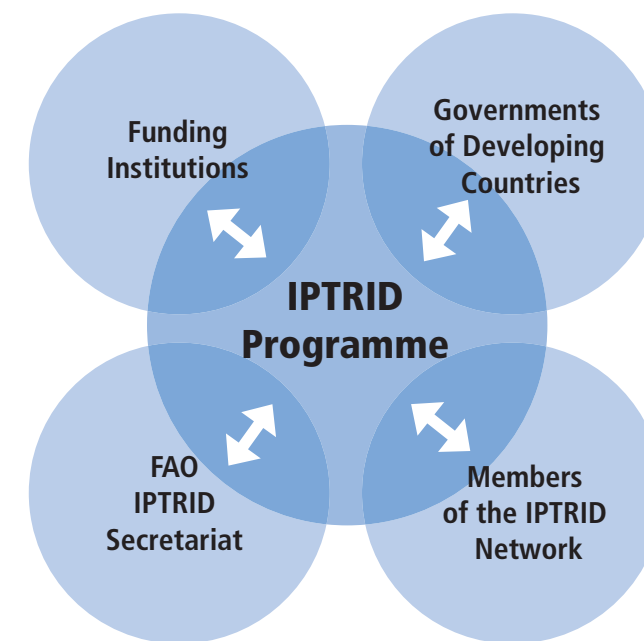 Funding
Institutions
Governments
of Developing
Countries
IPTRID
Programme
FAO
IPTRID
Secretariat
Members
of the IPTRID
Network